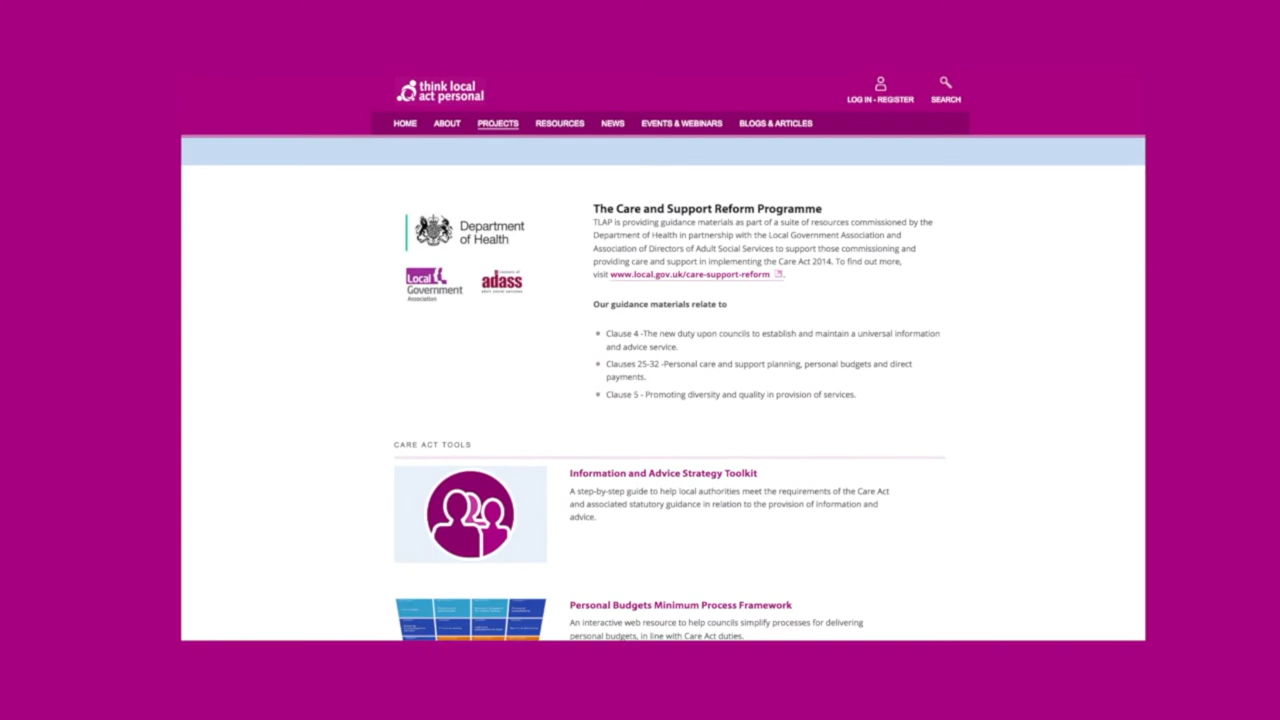 think local
act personal
LOG IN - REGISTER
SEARCH
HOME ABOUT PROJECTS RESOURCES NEWS EVENTS & WEBINARS BLOGS & ARTICLES
Department
of Health
Local
Government
Association
adass
The Care and Support Reform Programme
TLAP is providing guidance materials as part of a suite of resources commissioned by the
Department of Health in partnership with the Local Government Association and
Association of Directors of Adult Social Services to support those commissioning and
providing care and support in implementing the Care Act 2014. To find out more,
visit www.local.gov.uk/care-support-reform .
Our guidance materials relate to
Clause 4 -The new duty upon councils to establish and maintain a universal information
and advice service.
Clauses 25-32 -Personal care and support planning, personal budgets and direct
payments.
Clause 5 - Promoting diversity and quality in provision of services.
CARE ACT TOOLS
Information and Advice Strategy Toolkit
A step-by-step guide to help local authorities meet the requirements of the Care Act
and associated statutory guidance in relation to the provision of information and
advice.
Personal Budgets Minimum Process Framework
An interactive web resource to help councils simplify processes for delivering
personal budgets, in line with Care Act duties.